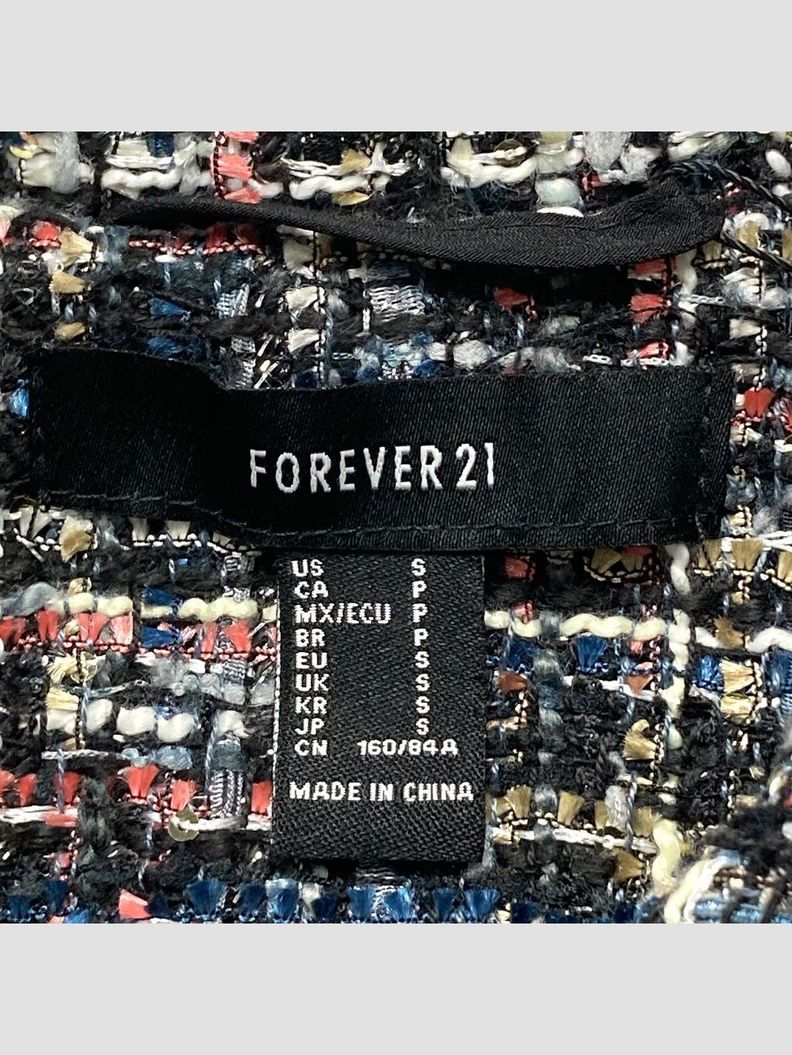 FOREVER 21
US S
CA P
MX/ECU P
BR P
EU S
UK S
KR S
JP S
CN 160/84A
MADE IN CHINA